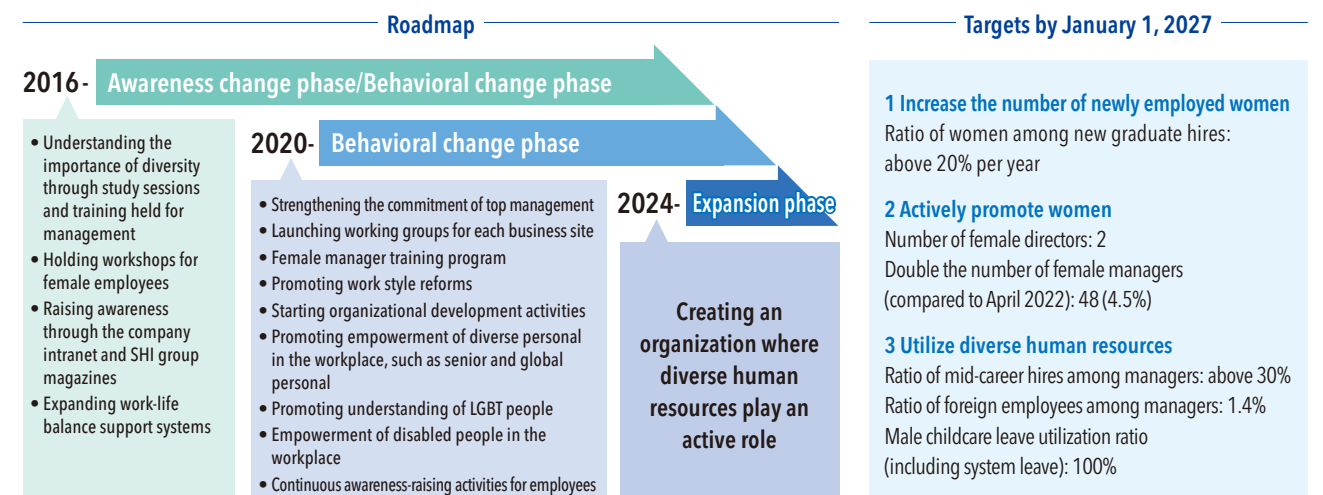 Roadmap
2016-
Awareness change phase/Behavioral change phase
• Understanding the
importance of diversity
through study sessions
and training held for
management
• Holding workshops for
female employees
• Raising awareness
through the company
intranet and SHI group
magazines
• Expanding work-life
balance support systems
2020-
Behavioral change phase
• Strengthening the commitment of top management
• Launching working groups for each business site
• Female manager training program
• Promoting work style reforms
• Starting organizational development activities
• Promoting empowerment of diverse personal
in the workplace, such as senior and global
personal
• Promoting understanding of LGBT people
• Empowerment of disabled people in the
workplace
• Continuous awareness-raising activities for employees
2024-
Expansion phase
Creating an
organization where
diverse human
resources play an
active role
Targets by January 1, 2027
1 Increase the number of newly employed women
Ratio of women among new graduate hires:
above 20% per year
2 Actively promote women
Number of female directors: 2
Double the number of female managers
(compared to April 2022): 48 (4.5%)
3 Utilize diverse human resources
Ratio of mid-career hires among managers: above 30%
Ratio of foreign employees among managers: 1.4%
Male childcare leave utilization ratio
(including system leave): 100%